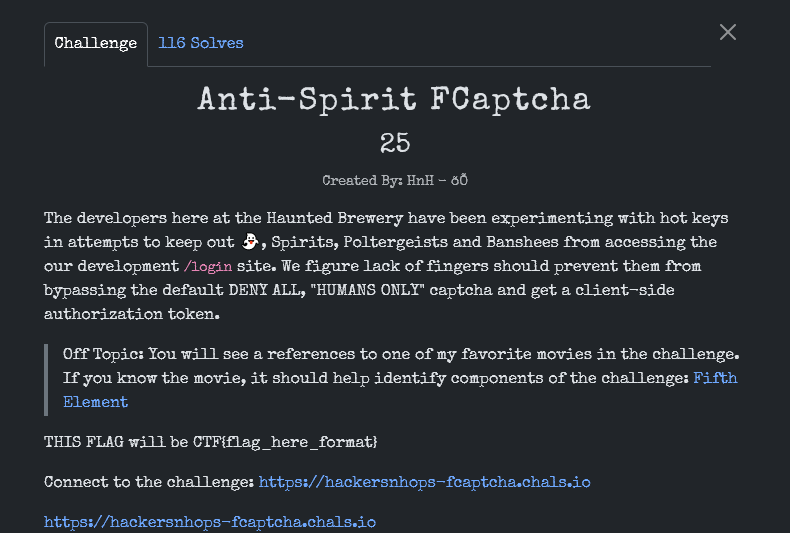 Challenge
116 Solves
Anti-Spirit FCaptcha
25
Created By: HnH - ðÕ
The developers here at the Haunted Brewery have been experimenting with hot keys
in attempts to keep out 👻, Spirits, Poltergeists and Banshees from accessing the
our development /login site. We figure lack of fingers should prevent them from
bypassing the default DENY ALL, "HUMANS ONLY" captcha and get a client-side
authorization token.
Off Topic: You will see a references to one of my favorite movies in the challenge.
If you know the movie, it should help identify components of the challenge: Fifth
Element
THIS FLAG will be CTF{flag_here_format}
Connect to the challenge: https://hackersnhops-fcaptcha.chals.io
https://hackersnhops-fcaptcha.chals.io